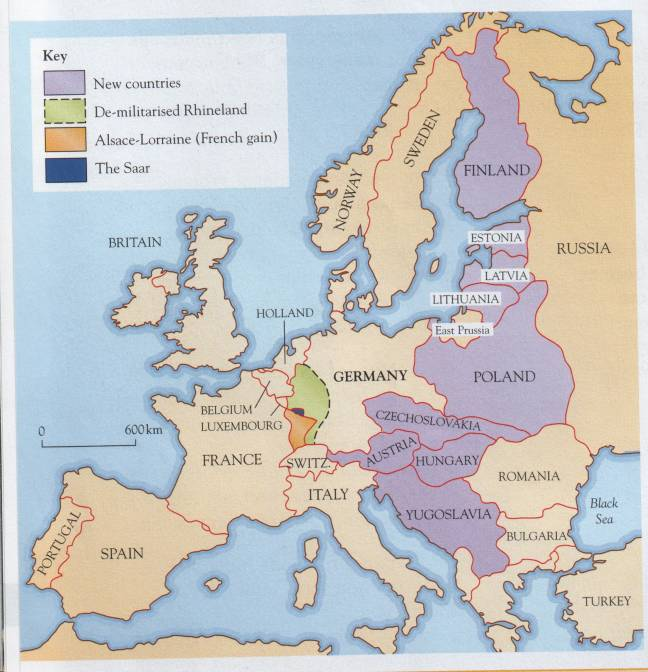 Key
New countries
De-militarised Rhineland
Alsace-Lorraine (French gain)
The Saar
NORWAY
SWEDEN
FINLAND
BRITAIN
ESTONIA
RUSSIA
LATVIA
LITHUANIA
HOLLAND
East Prussia
GERMANY
POLAND
BELGIUM
LUXEMBOURG
CZECHOSLOVAKIA
0 600km
FRANCE
SWITZ.
AUSTRIA
HUNGARY
ROMANIA
ITALY
YUGOSLAVIA
Black
Sea
BULGARIA
PORTUGAL
SPAIN
TURKEY